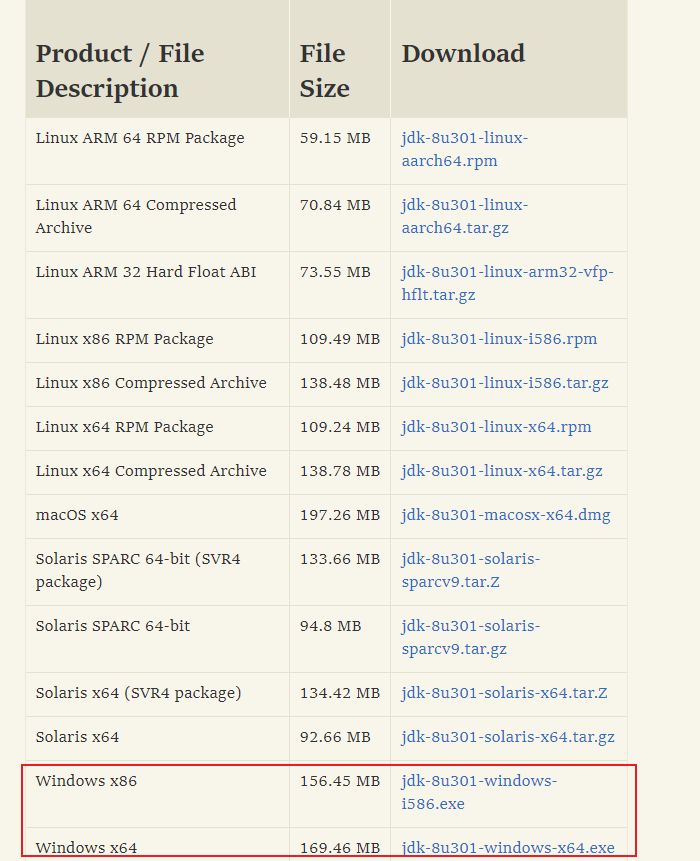 Product / File
Description
File
Size
Download
Linux ARM 64 RPM Package
59.15 MB
jdk-8u301-linux-
aarch64.rpm
Linux ARM 64 Compressed
Archive
70.84 MB
jdk-8u301-linux-
aarch64.tar.gz
Linux ARM 32 Hard Float ABI
73.55 MB
jdk-8u301-linux-arm32-vfp-
hflt.tar.gz
Linux x86 RPM Package
109.49 MB
jdk-8u301-linux-i586.rpm
Linux x86 Compressed Archive
138.48 MB
jdk-8u301-linux-i586.tar.gz
Linux x64 RPM Package
109.24 MB
jdk-8u301-linux-x64.rpm
Linux x64 Compressed Archive
138.78 MB
jdk-8u301-linux-x64.tar.gz
macOS x64
197.26 MB
jdk-8u301-macosx-x64.dmg
Solaris SPARC 64-bit (SVR4
package)
133.66 MB
jdk-8u301-solaris-
sparcv9.tar.Z
Solaris SPARC 64-bit
94.8 MB
jdk-8u301-solaris-
sparcv9.tar.gz
Solaris x64 (SVR4 package)
134.42 MB
jdk-8u301-solaris-x64.tar.Z
Solaris x64
92.66 MB
jdk-8u301-solaris-x64.tar.gz
Windows x86
156.45 MB
jdk-8u301-windows-
i586.exe
Windows x64
169.46 MB
jdk-8u301-windows-x64.exe